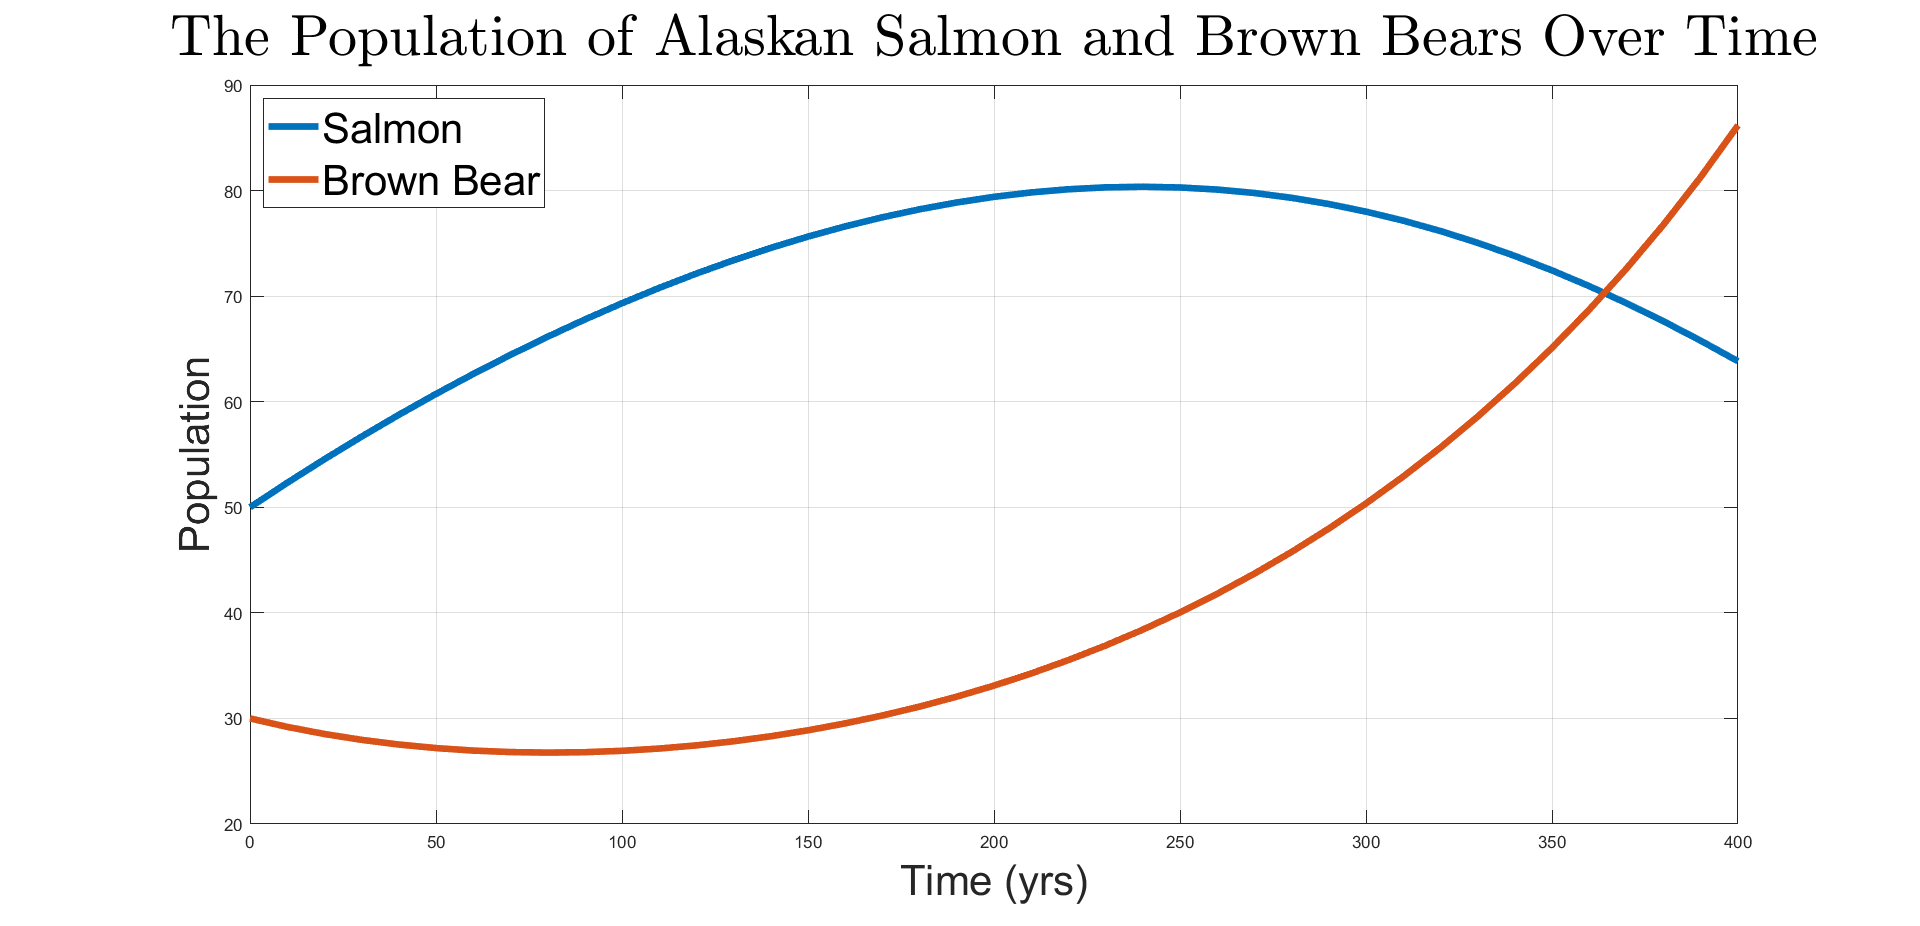 The Population of Alaskan Salmon and Brown Bears Over Time
Salmon
Brown Bear
Population
90
80
70
60
50
40
30
20
0 50 100 150 200 250 300 350 400
Time (yrs)